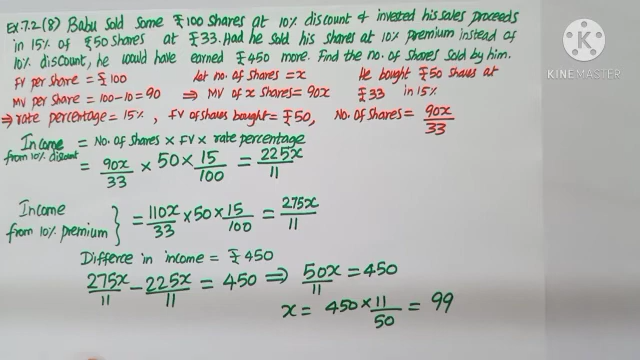 Ex.7.2(8) Babu sold some ₹100 shares at 10% discount & invested his sales proceeds
in 15% of ₹50 shares at ₹33. Had he sold his shares at 10% premium instead of
10% discount, he would have earned ₹450 more. Find the no. of shares sold by him.
FV per share = ₹100 Let no. of shares = x He bought ₹50 shares at
MV per share = 100-10=90 ⇒ MV of x shares = 90x ₹33 in 15%
⇒ rate percentage = 15%, FV of shares bought = ₹50, No. of shares = 90x/33
Income from 10% discount = No. of shares × FV × rate percentage
= 90x/33 × 50 × 15/100 = 225x/11
Income from 10% premium } = 110x/33 × 50 × 15/100 = 275x/11
Diffrence in income = ₹450
275x/11 - 225x/11 = 450 ⇒ 50x/11 = 450
x = 450 × 11/50 = 99
KINEMASTER